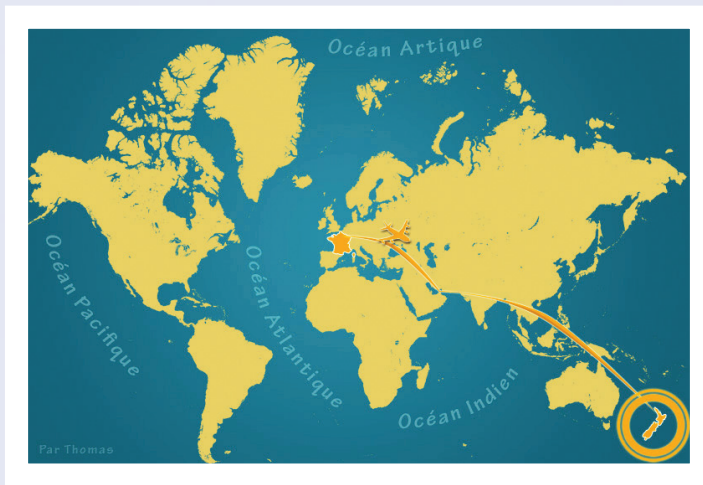 Océan Artique
Océan Pacifique
Océan Atlantique
Océan Indien
Par Thomas